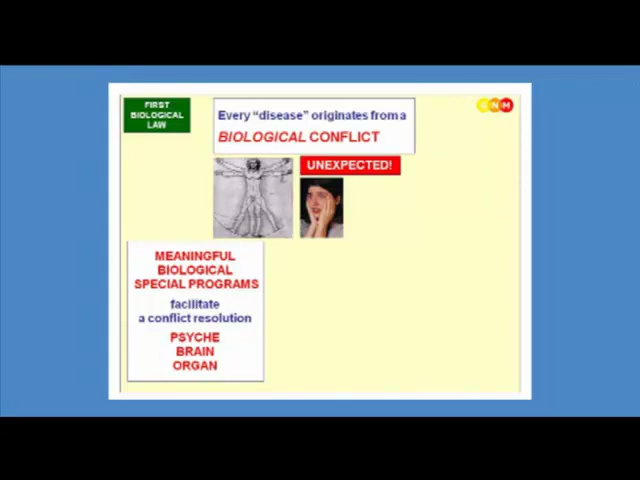 FIRST
BIOLOGICAL
LAW
Every “disease” originates from a
BIOLOGICAL CONFLICT
GNM
UNEXPECTED!
MEANINGFUL
BIOLOGICAL
SPECIAL PROGRAMS
facilitate
a conflict resolution
PSYCHE
BRAIN
ORGAN